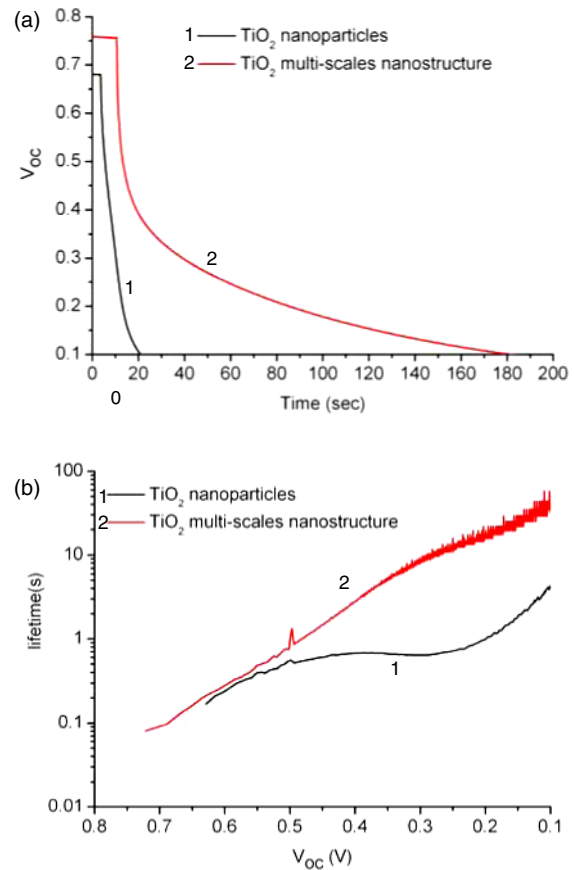 (a)
1 TiO₂ nanoparticles
2 TiO₂ multi-scales nanostructure
0.8
0.7
0.6
0.5
0.4
0.3
0.2
0.1
V_OC
1
2
0 20 40 60 80 100 120 140 160 180 200
0
Time (sec)
(b)
1 TiO₂ nanoparticles
2 TiO₂ multi-scales nanostructure
100
10
1
0.1
0.01
lifetime(s)
2
1
0.8 0.7 0.6 0.5 0.4 0.3 0.2 0.1
V_OC (V)